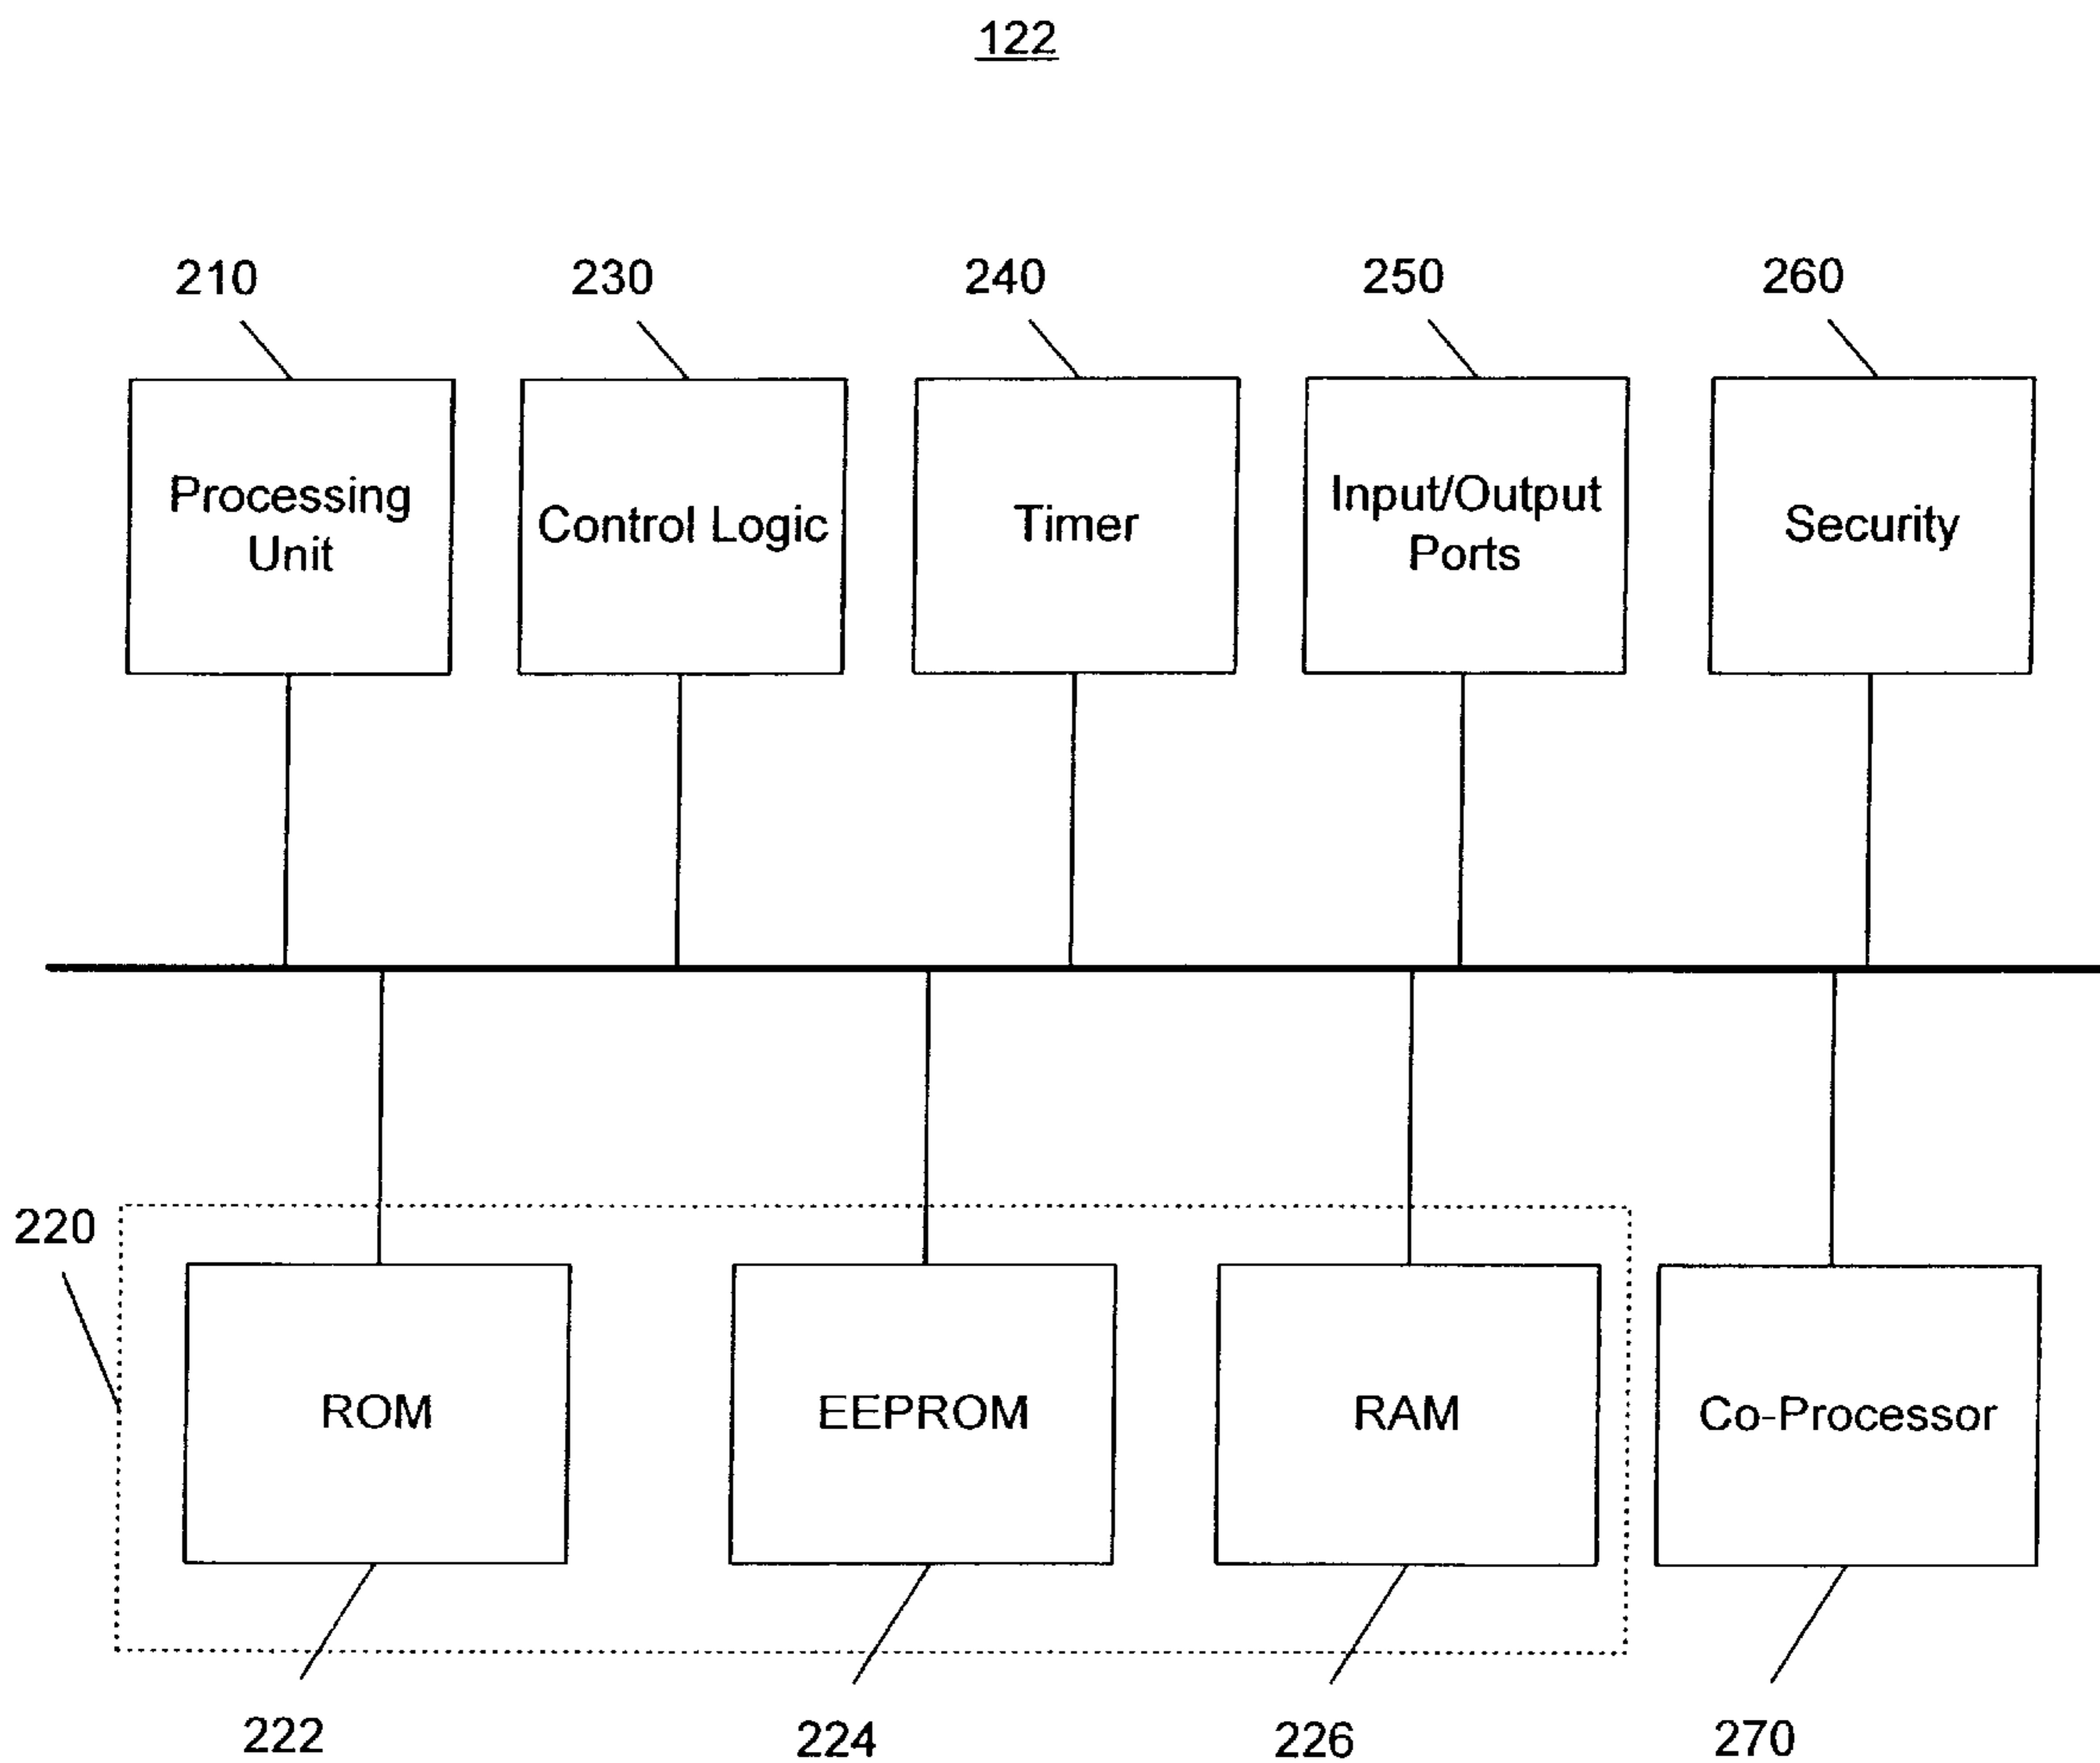 122
210
230
240
250
260
Processing
Unit
Control Logic
Timer
Input/Output
Ports
Security
220
ROM
EEPROM
RAM
Co-Processor
222
224
226
270